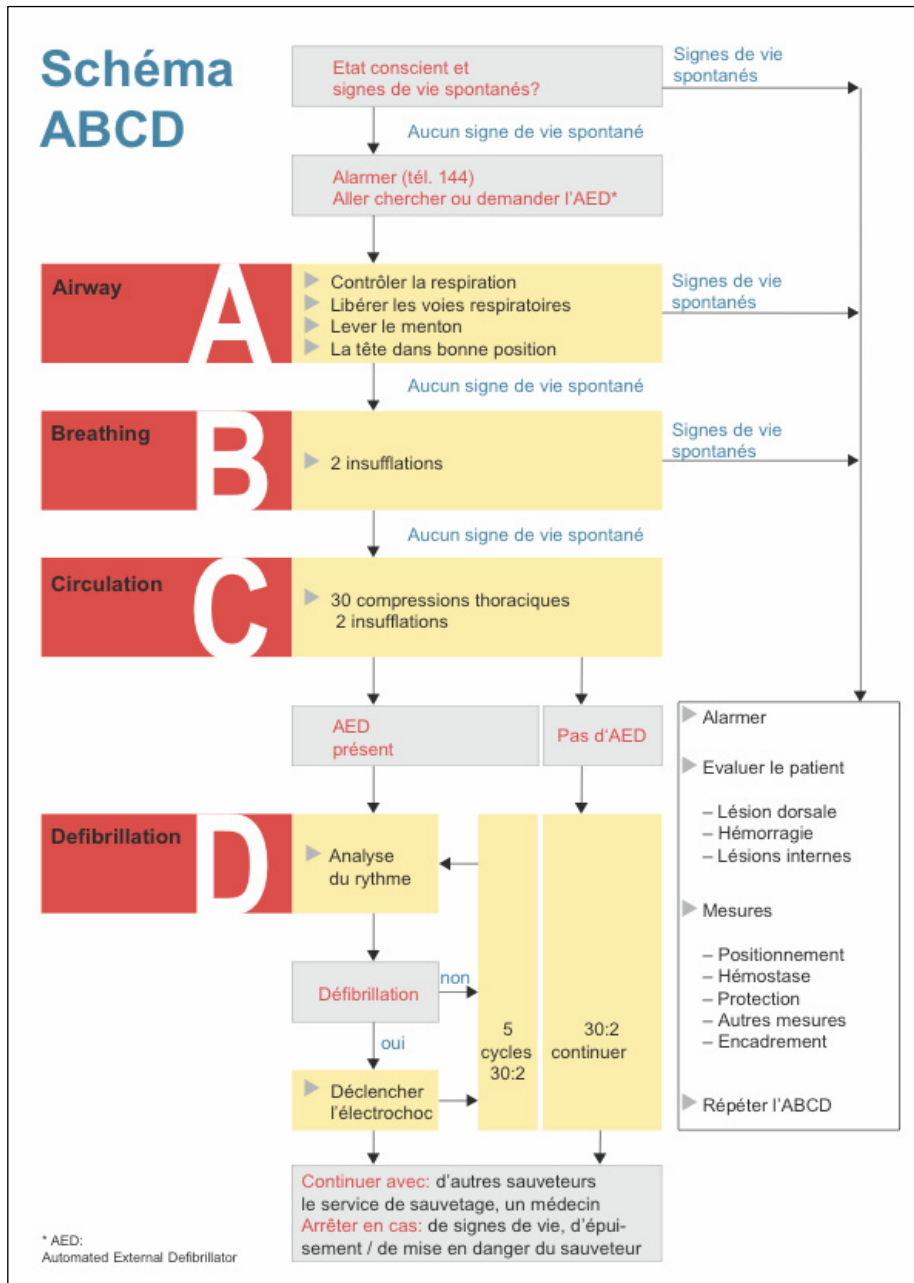 Schéma
ABCD
Etat conscient et
signes de vie spontanés?
Signes de vie
spontanés
Aucun signe de vie spontané
Alarmer (tél. 144)
Aller chercher ou demander l'AED*
Airway
A
Contrôler la respiration
Libérer les voies respiratoires
Lever le menton
La tête dans bonne position
Signes de vie
spontanés
Aucun signe de vie spontané
Breathing
B
2 insufflations
Signes de vie
spontanés
Aucun signe de vie spontané
Circulation
C
30 compressions thoraciques
2 insufflations
AED
présent
Pas d'AED
Defibrillation
D
Analyse
du rythme
Défibrillation
non
oui
Déclencher
l'électrochoc
5
cycles
30:2
30:2
continuer
Alarmer
Evaluer le patient
– Lésion dorsale
– Hémorragie
– Lésions internes
Mesures
– Positionnement
– Hémostase
– Protection
– Autres mesures
– Encadrement
Répéter l'ABCD
Continuer avec: d'autres sauveteurs
le service de sauvetage, un médecin
Arrêter en cas: de signes de vie, d'épui-
sement / de mise en danger du sauveteur
* AED:
Automated External Defibrillator